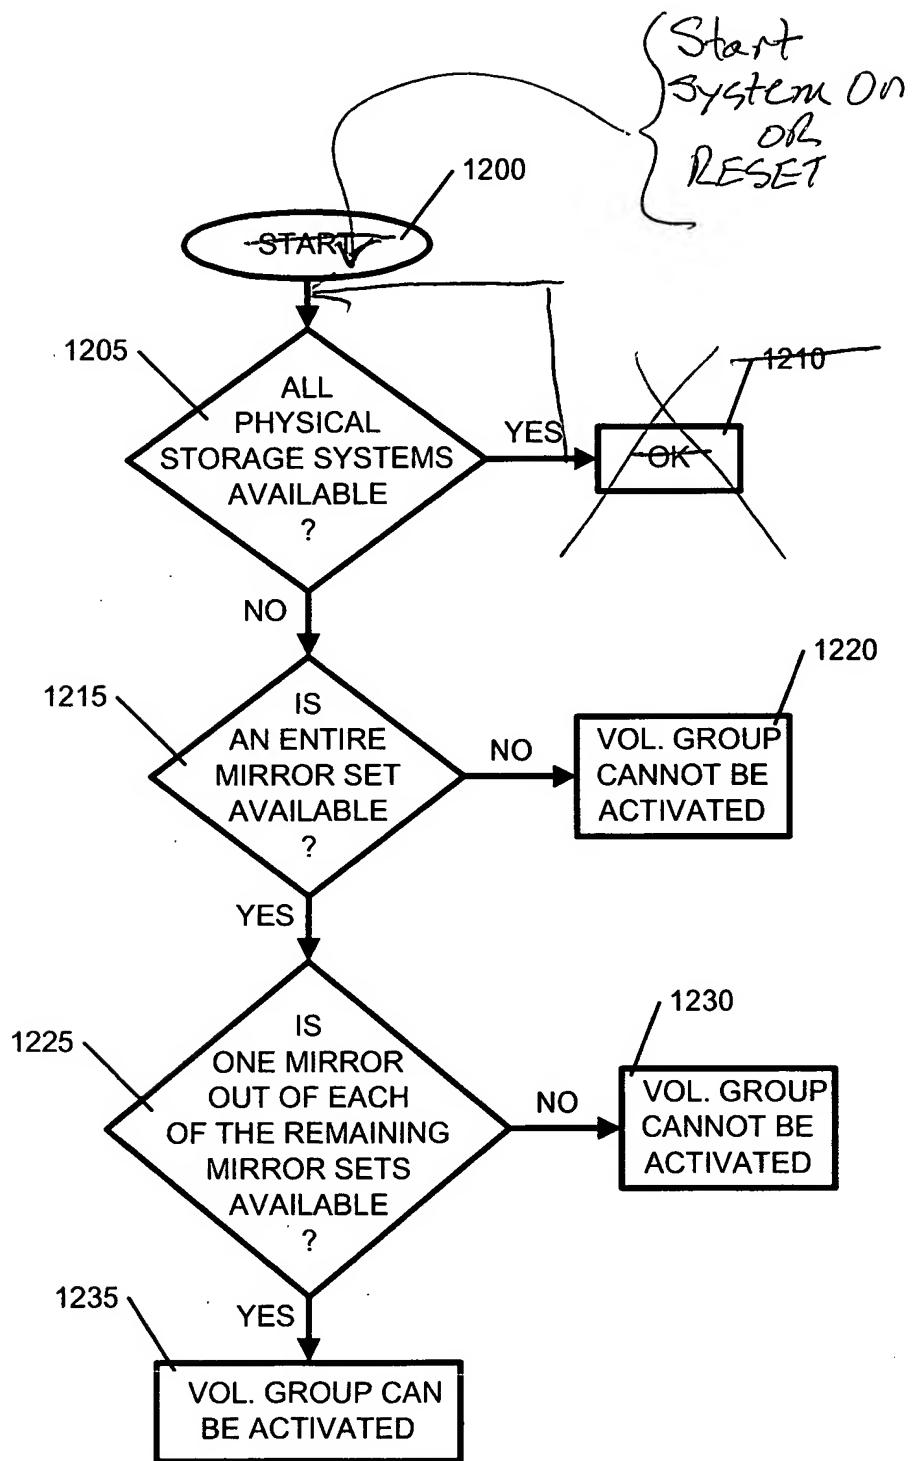 Start
System On
OR
RESET
1200
START
1205
ALL
PHYSICAL
STORAGE SYSTEMS
AVAILABLE
?
YES
1210
OK
NO
1215
IS
AN ENTIRE
MIRROR SET
AVAILABLE
?
NO
1220
VOL. GROUP
CANNOT BE
ACTIVATED
YES
1225
IS
ONE MIRROR
OUT OF EACH
OF THE REMAINING
MIRROR SETS
AVAILABLE
?
NO
1230
VOL. GROUP
CANNOT BE
ACTIVATED
YES
1235
VOL. GROUP CAN
BE ACTIVATED